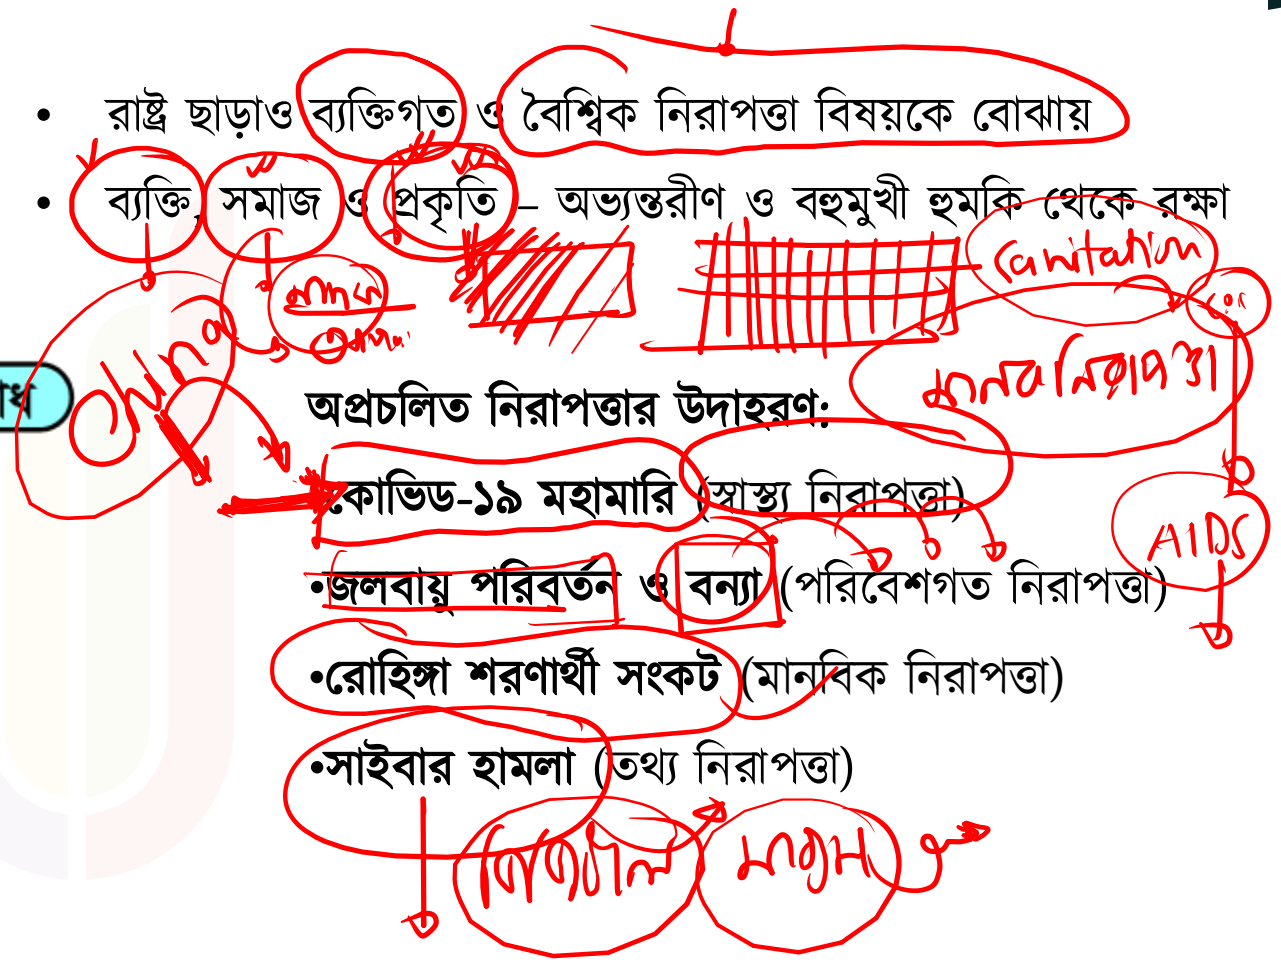 • রাষ্ট্র ছাড়াও ব্যক্তিগত ও বৈশ্বিক নিরাপত্তা বিষয়কে বোঝায়
• ব্যক্তি, সমাজ ও প্রকৃতি – অভ্যন্তরীণ ও বহুমুখী হুমকি থেকে রক্ষা
Sanitation
মাদক
China
মানব নিরাপত্তা
অপ্রচলিত নিরাপত্তার উদাহরণ:
কোভিড-১৯ মহামারি (স্বাস্থ্য নিরাপত্তা)
AIDS
•জলবায়ু পরিবর্তন ও বন্যা (পরিবেশগত নিরাপত্তা)
•রোহিঙ্গা শরণার্থী সংকট (মানবিক নিরাপত্তা)
•সাইবার হামলা (তথ্য নিরাপত্তা)